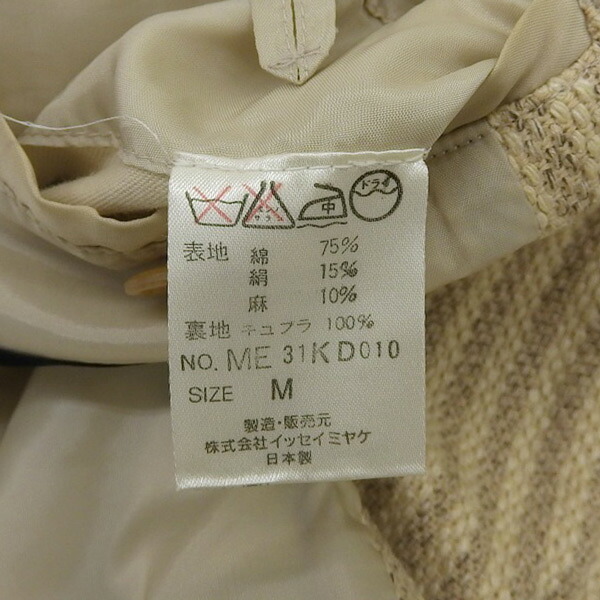 中
ドライ
表地 綿 75%
絹 15%
麻 10%
裏地 キュプラ 100%
NO. ME 31KD010
SIZE M
製造・販売元
株式会社イッセイミヤケ
日本製